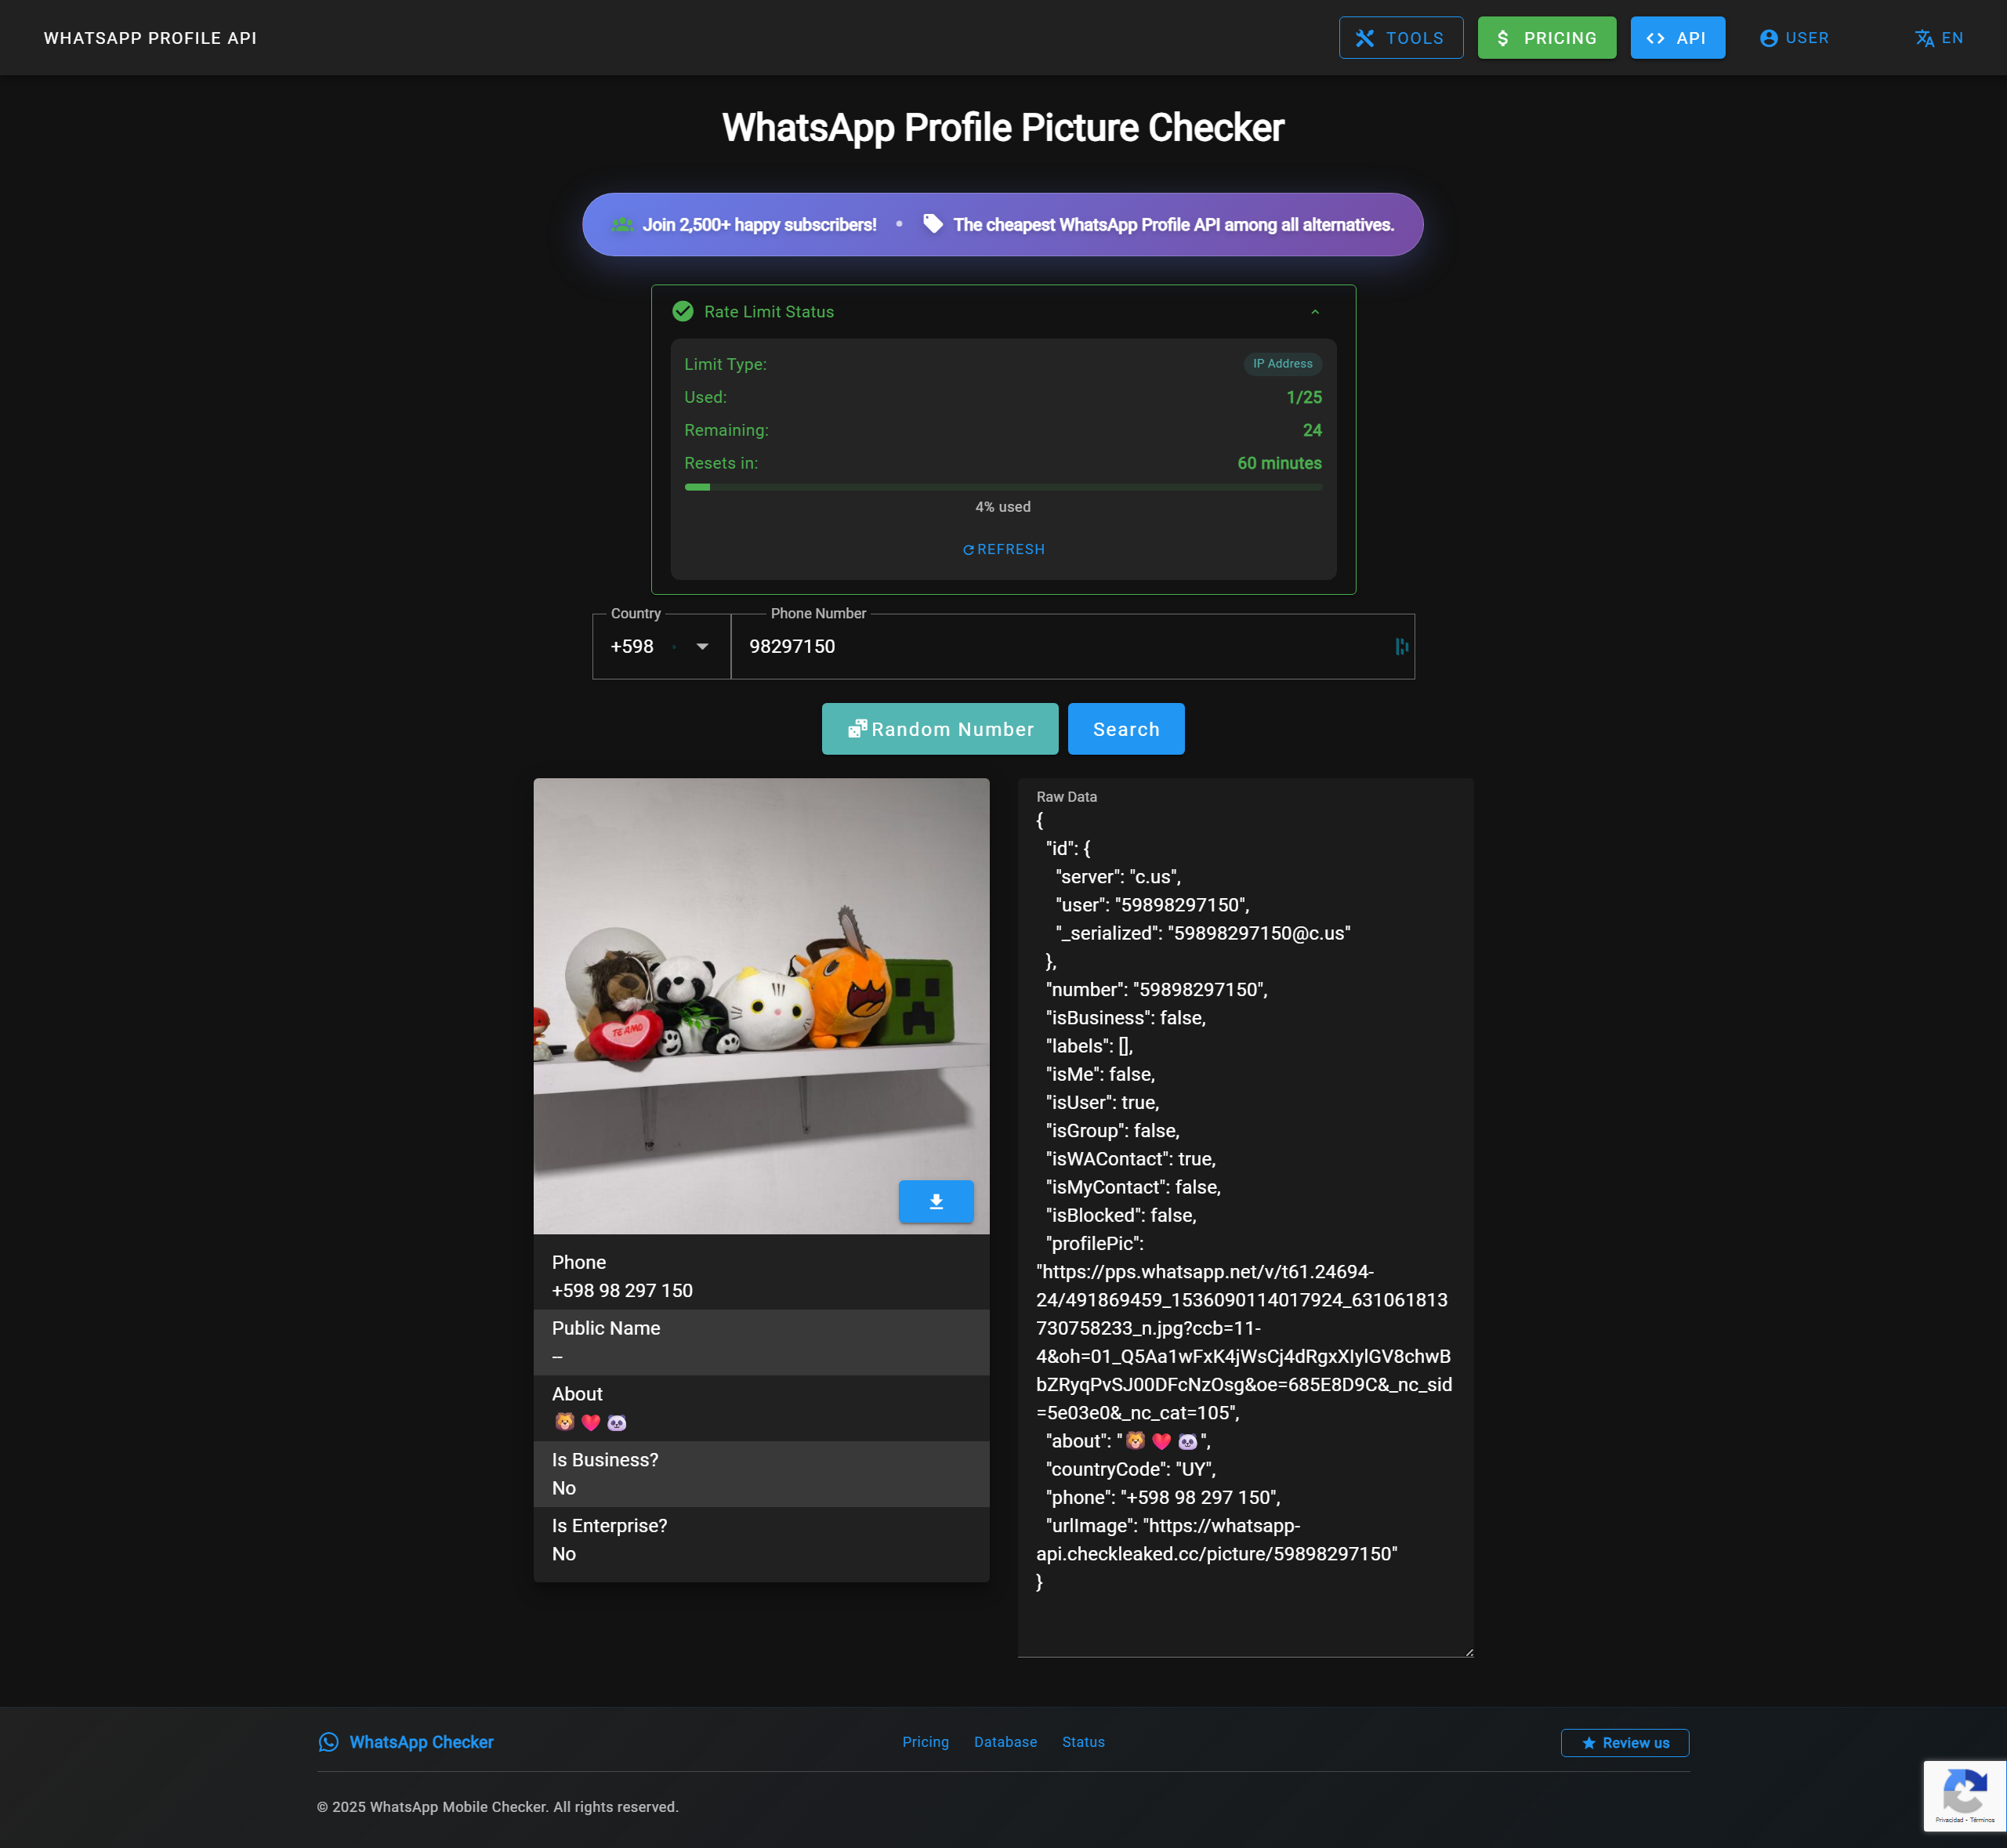 WHATSAPP PROFILE API
TOOLS
PRICING
API
USER
EN
WhatsApp Profile Picture Checker
Join 2,500+ happy subscribers! • The cheapest WhatsApp Profile API among all alternatives.
Rate Limit Status
Limit Type: IP Address
Used: 1/25
Remaining: 24
Resets in: 60 minutes
4% used
REFRESH
Country
+598
Phone Number
98297150
Random Number
Search
TE AMO
Phone
+598 98 297 150
Public Name
--
About
🦁❤️🐼
Is Business?
No
Is Enterprise?
No
Raw Data
{
"id": {
"server": "c.us",
"user": "59898297150",
"_serialized": "59898297150@c.us"
},
"number": "59898297150",
"isBusiness": false,
"labels": [],
"isMe": false,
"isUser": true,
"isGroup": false,
"isWAContact": true,
"isMyContact": false,
"isBlocked": false,
"profilePic":
"https://pps.whatsapp.net/v/t61.24694-
24/491869459_1536090114017924_631061813
730758233_n.jpg?ccb=11-
4&oh=01_Q5Aa1wFxK4jWsCj4dRgxXIylGV8chwB
bZRyqPvSJ00DFcNzOsg&oe=685E8D9C&_nc_sid
=5e03e0&_nc_cat=105",
"about": "🦁❤️🐼",
"countryCode": "UY",
"phone": "+598 98 297 150",
"urlImage": "https://whatsapp-
api.checkleaked.cc/picture/59898297150"
}
WhatsApp Checker
Pricing
Database
Status
Review us
© 2025 WhatsApp Mobile Checker. All rights reserved.
Privacidad • Términos